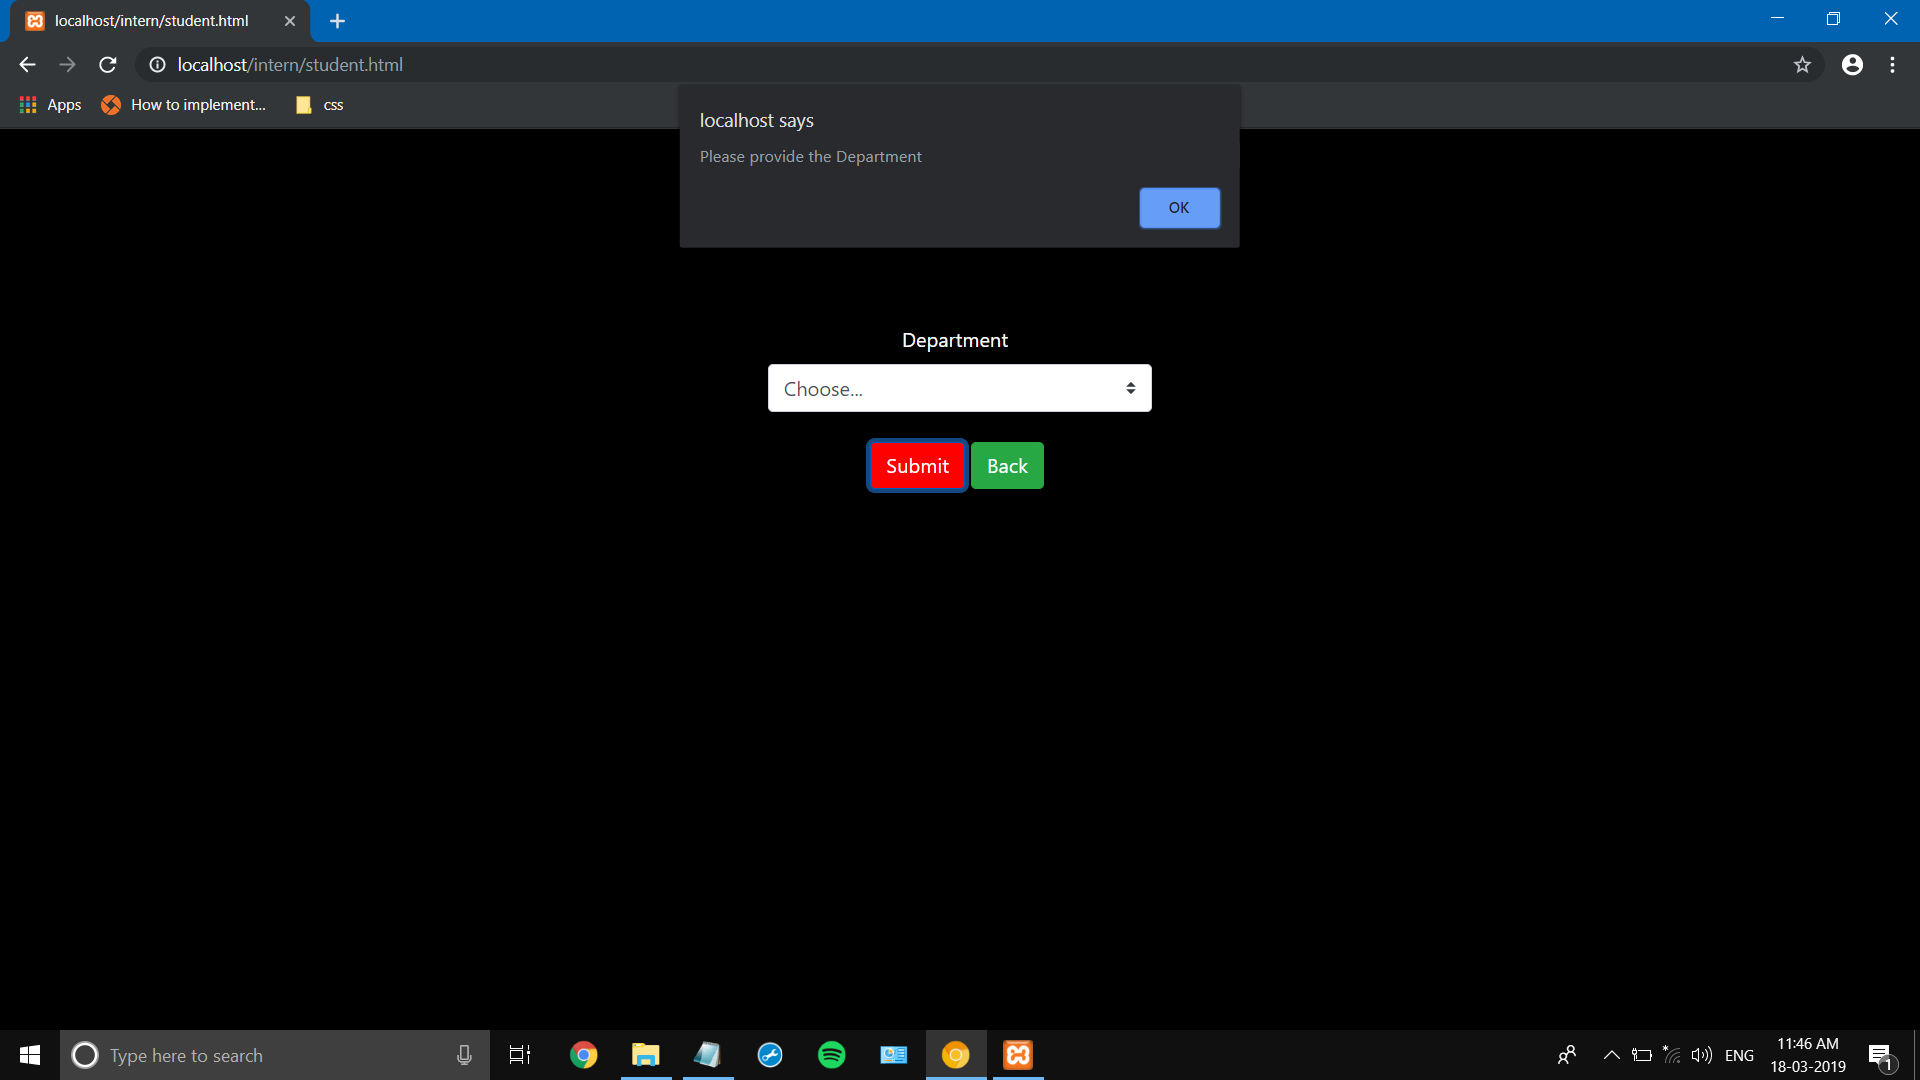 localhost/intern/student.html
localhost/intern/student.html
Apps
How to implement...
css
localhost says
Please provide the Department
OK
Department
Choose...
Submit
Back
Type here to search
ENG
11:46 AM
18-03-2019
1